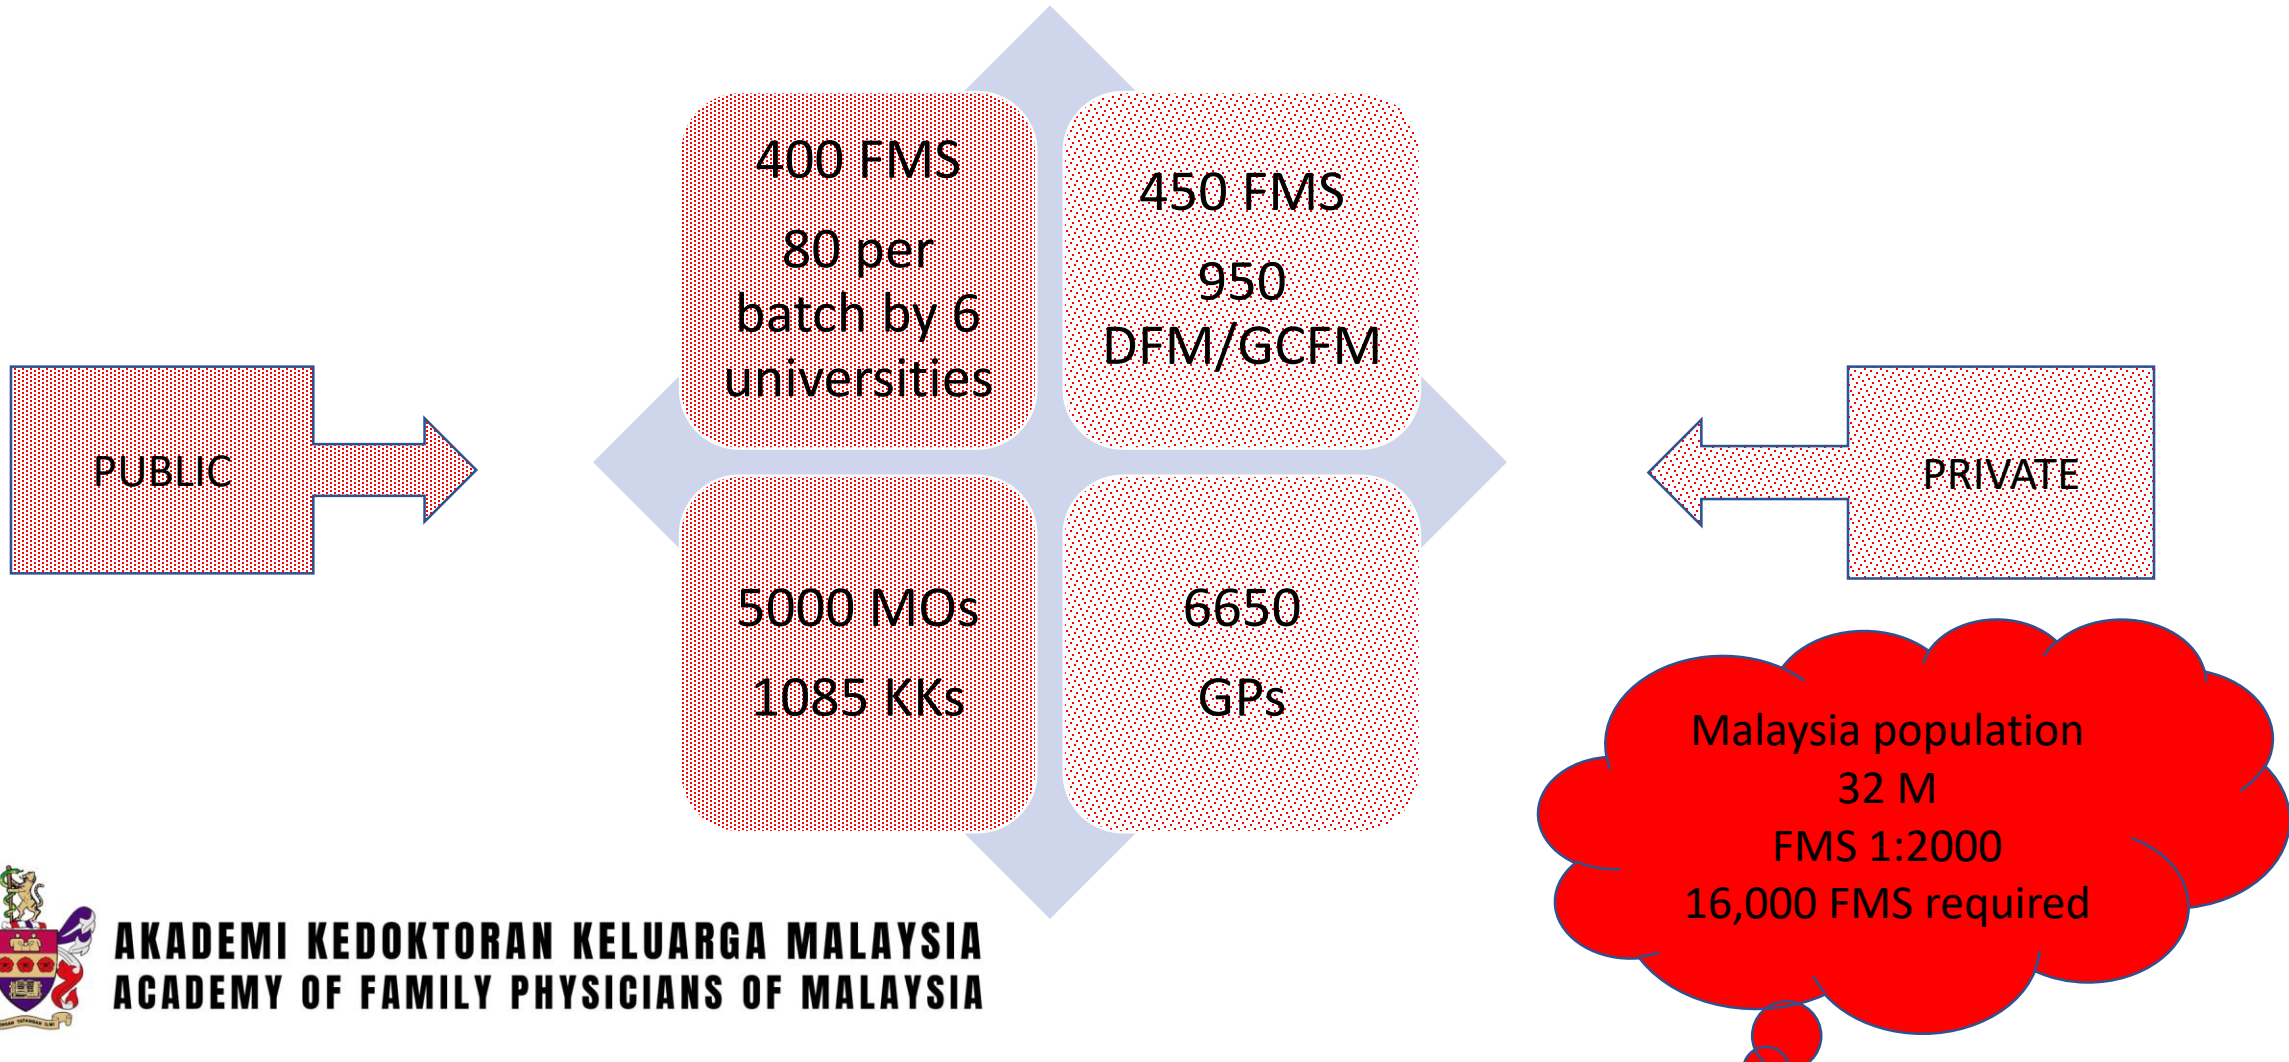 400 FMS
80 per
batch by 6
universities
450 FMS
950
DFM/GCFM
PUBLIC
PRIVATE
5000 MOs
1085 KKs
6650
GPs
Malaysia population
32 M
FMS 1:2000
16,000 FMS required
AKADEMI KEDOKTORAN KELUARGA MALAYSIA
ACADEMY OF FAMILY PHYSICIANS OF MALAYSIA